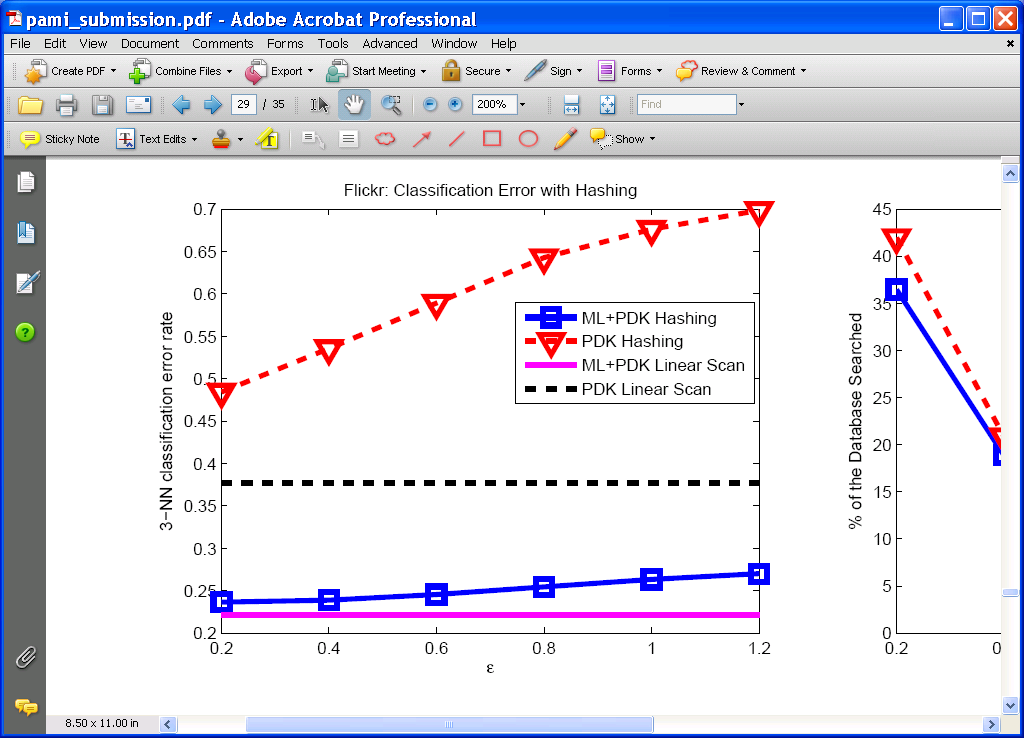 pami_submission.pdf - Adobe Acrobat Professional
File Edit View Document Comments Forms Tools Advanced Window Help
Create PDF Combine Files Export Start Meeting Secure Sign Forms Review & Comment
29 / 35 200% Find
Sticky Note Text Edits Show
Flickr: Classification Error with Hashing
0.7
0.65
0.6
0.55
0.5
0.45
0.4
0.35
0.3
0.25
0.2
3−NN classification error rate
ML+PDK Hashing
PDK Hashing
ML+PDK Linear Scan
PDK Linear Scan
0.2 0.4 0.6 0.8 1 1.2
ε
45
40
35
30
25
20
15
10
5
0
% of the Database Searched
0.2 0
8.50 x 11.00 in